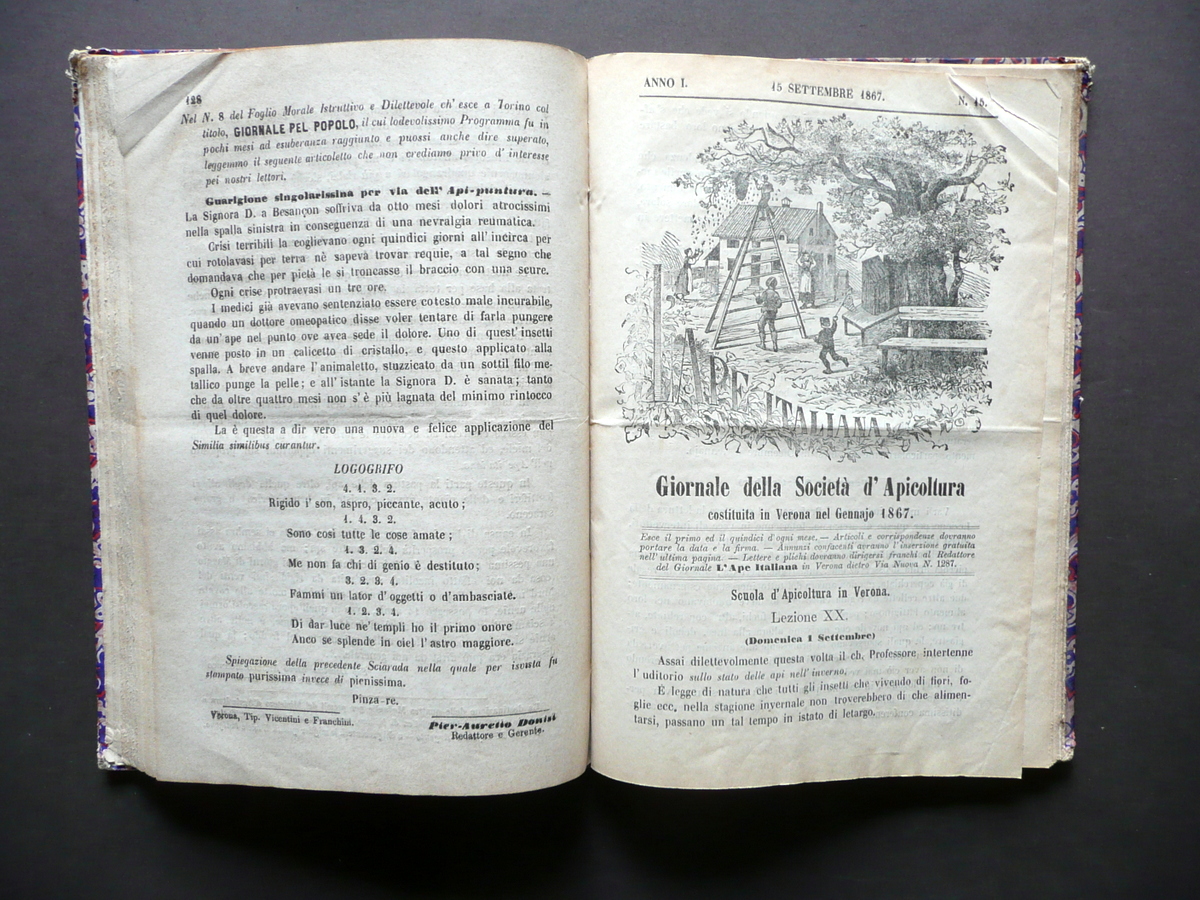 128
Nel N. 8 del Foglio Morale Istruttivo e Dilettevole ch' esce a Torino col
titolo, GIORNALE PEL POPOLO, il cui lodevolissimo Programma fu in
pochi mesi ad esuberanza raggiunto e puossi anche dire superato,
leggemmo il seguente articoletto che non crediamo privo d' interesse
pei nostri lettori.
Guarigione singolarissina per via dell' Api-puntura. —
La Signora D. a Besançon soffriva da otto mesi dolori atrocissimi
nella spalla sinistra in conseguenza di una nevralgia reumatica.
Crisi terribili la coglievano ogni quindici giorni all' incirca per
cui rotolavasi per terra nè sapeva trovar requie, a tal segno che
domandava che per pietà le si troncasse il braccio con una scure.
Ogni crise protraevasi un tre ore.
I medici già avevano sentenziato essere cotesto male incurabile,
quando un dottore omeopatico disse voler tentare di farla pungere
da un'ape nel punto ove avea sede il dolore. Uno di quest' insetti
venne posto in un calicetto di cristallo, e questo applicato alla
spalla. A breve andare l'animaletto, stuzzicato da un sottil filo me-
tallico punge la pelle; e all'istante la Signora D. è sanata; tanto
che da oltre quattro mesi non s'è più lagnata del minimo rintocco
di quel dolore.
La è questa a dir vero una nuova e felice applicazione del
Similia similibus curantur.
LOGOGRIFO
4. 1. 3. 2.
Rigido i' son, aspro, piccante, acuto;
1. 4. 3. 2.
Sono così tutte le cose amate;
1. 3. 2. 4.
Me non fa chi di genio è destituto;
3. 2. 3. 4.
Fammi un lator d'oggetti o d'ambasciate.
1. 2. 3. 4.
Di dar luce ne' templi ho il primo onore
Anco se splende in ciel l'astro maggiore.
Spiegazione della precedente Sciarada nella quale per isvista fu
stampato purissima invece di pienissima.
Pinza-re.
Verona, Tip. Vicentini e Franchini.
Pier-Auretio Donisi
Redattore e Gerente.
ANNO I.
15 SETTEMBRE 1867.
N. 15.
L'APE ITALIANA
Giornale della Società d'Apicoltura
costituita in Verona nel Gennajo 1867.
Esce il primo ed il quindici d'ogni mese. — Articoli e corrispondenze dovranno
portare la data e la firma. — Annunzi confacenti avranno l'inserzione gratuita
nell'ultima pagina. — Lettere e plichi dovranno dirigersi franchi al Redattore
del Giornale L'Ape Italiana in Verona dietro Via Nuova N. 1287.
Scuola d'Apicoltura in Verona.
Lezione XX.
(Domenica 1 Settembre)
Assai dilettevolmente questa volta il ch. Professore intertenne
l'uditorio sullo stato delle api nell'inverno.
È legge di natura che tutti gli insetti che vivendo di fiori, fo-
glie ecc, nella stagione invernale non troverebbero di che alimen-
tarsi, passano un tal tempo in istato di letargo.